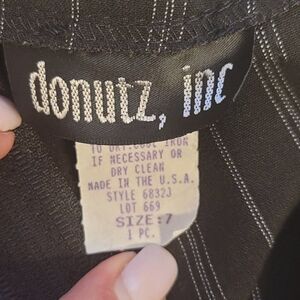 donutz, inc
TO DRY. COOL IRON
IF NECESSARY OR
DRY CLEAN
MADE IN THE U.S.A.
STYLE 6832J
LOT 669
SIZE:7
1 PC.